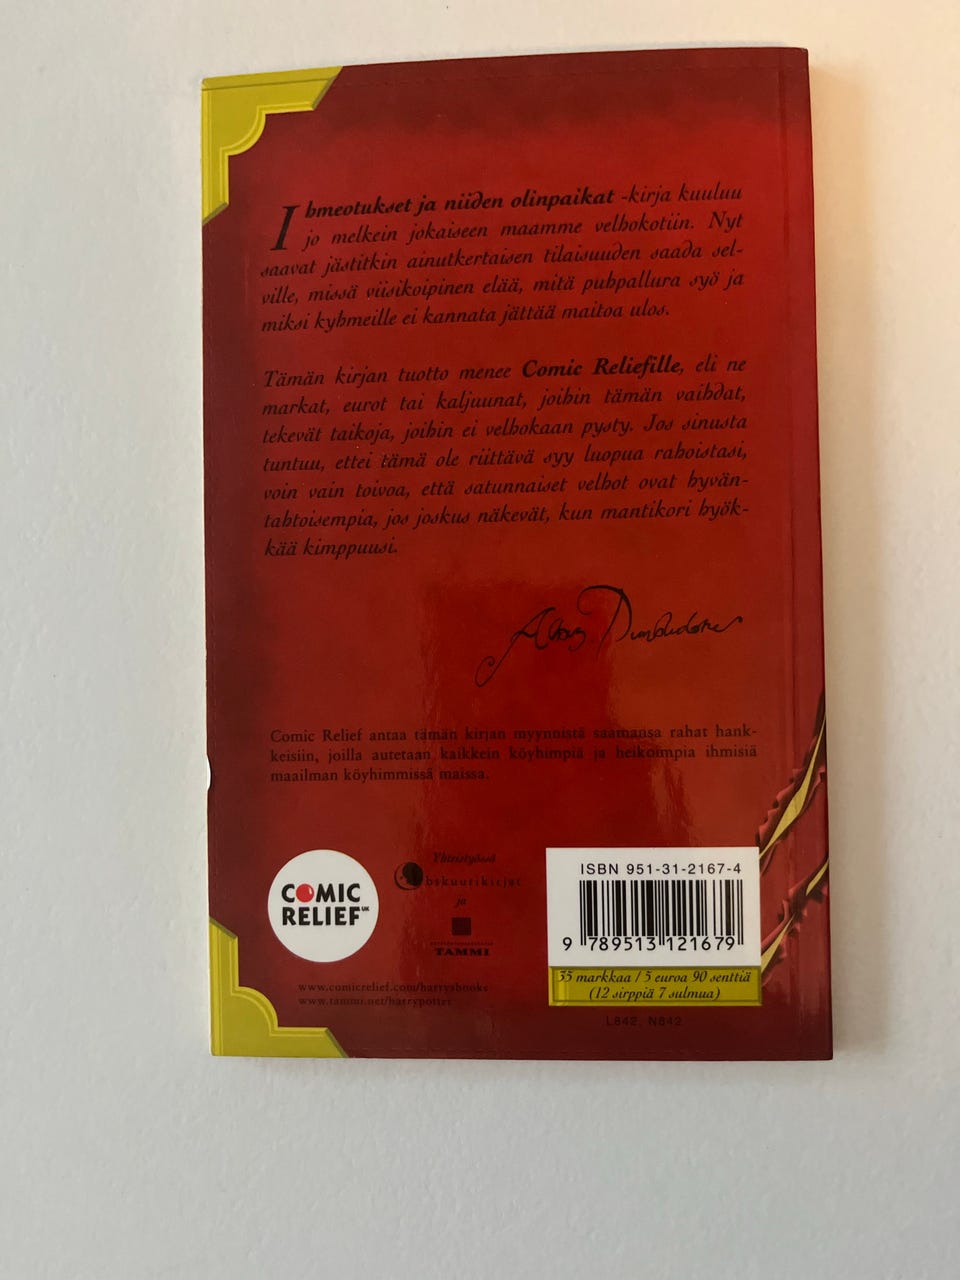 Ihmeotukset ja niiden olinpaikat -kirja kuuluu
jo melkein jokaiseen maamme velhokotiin. Nyt
saavat jästitkin ainutkertaisen tilaisuuden saada sel-
ville, missä viisikoipinen elää, mitä puhpallura syö ja
miksi kyhmeille ei kannata jättää maitoa ulos.
Tämän kirjan tuotto menee Comic Reliefille, eli ne
markat, eurot tai kaljuunat, joihin tämän vaihdat,
tekevät taikoja, joihin ei velhokaan pysty. Jos sinusta
tuntuu, ettei tämä ole riittävä syy luopua rahoistasi,
voin vain toivoa, että satunnaiset velhot ovat hyvän-
tahtoisempia, jos joskus näkevät, kun mantikori hyök-
kää kimppuusi.
Albus Dumbledore
Comic Relief antaa tämän kirjan myynnistä saamansa rahat hank-
keisiin, joilla autetaan kaikkein köyhimpiä ja heikoimpia ihmisiä
maailman köyhimmissä maissa.
COMIC
RELIEF UK
Yhteistyössä
Obskuurikirjat
ja
TAMMI
www.comicrelief.com/harrysbooks
www.tammi.net/harrypotter
ISBN 951-31-2167-4
9 789513 121679
35 markkaa / 5 euroa 90 senttiä
(12 sirppiä 7 sulmua)
L842, N842